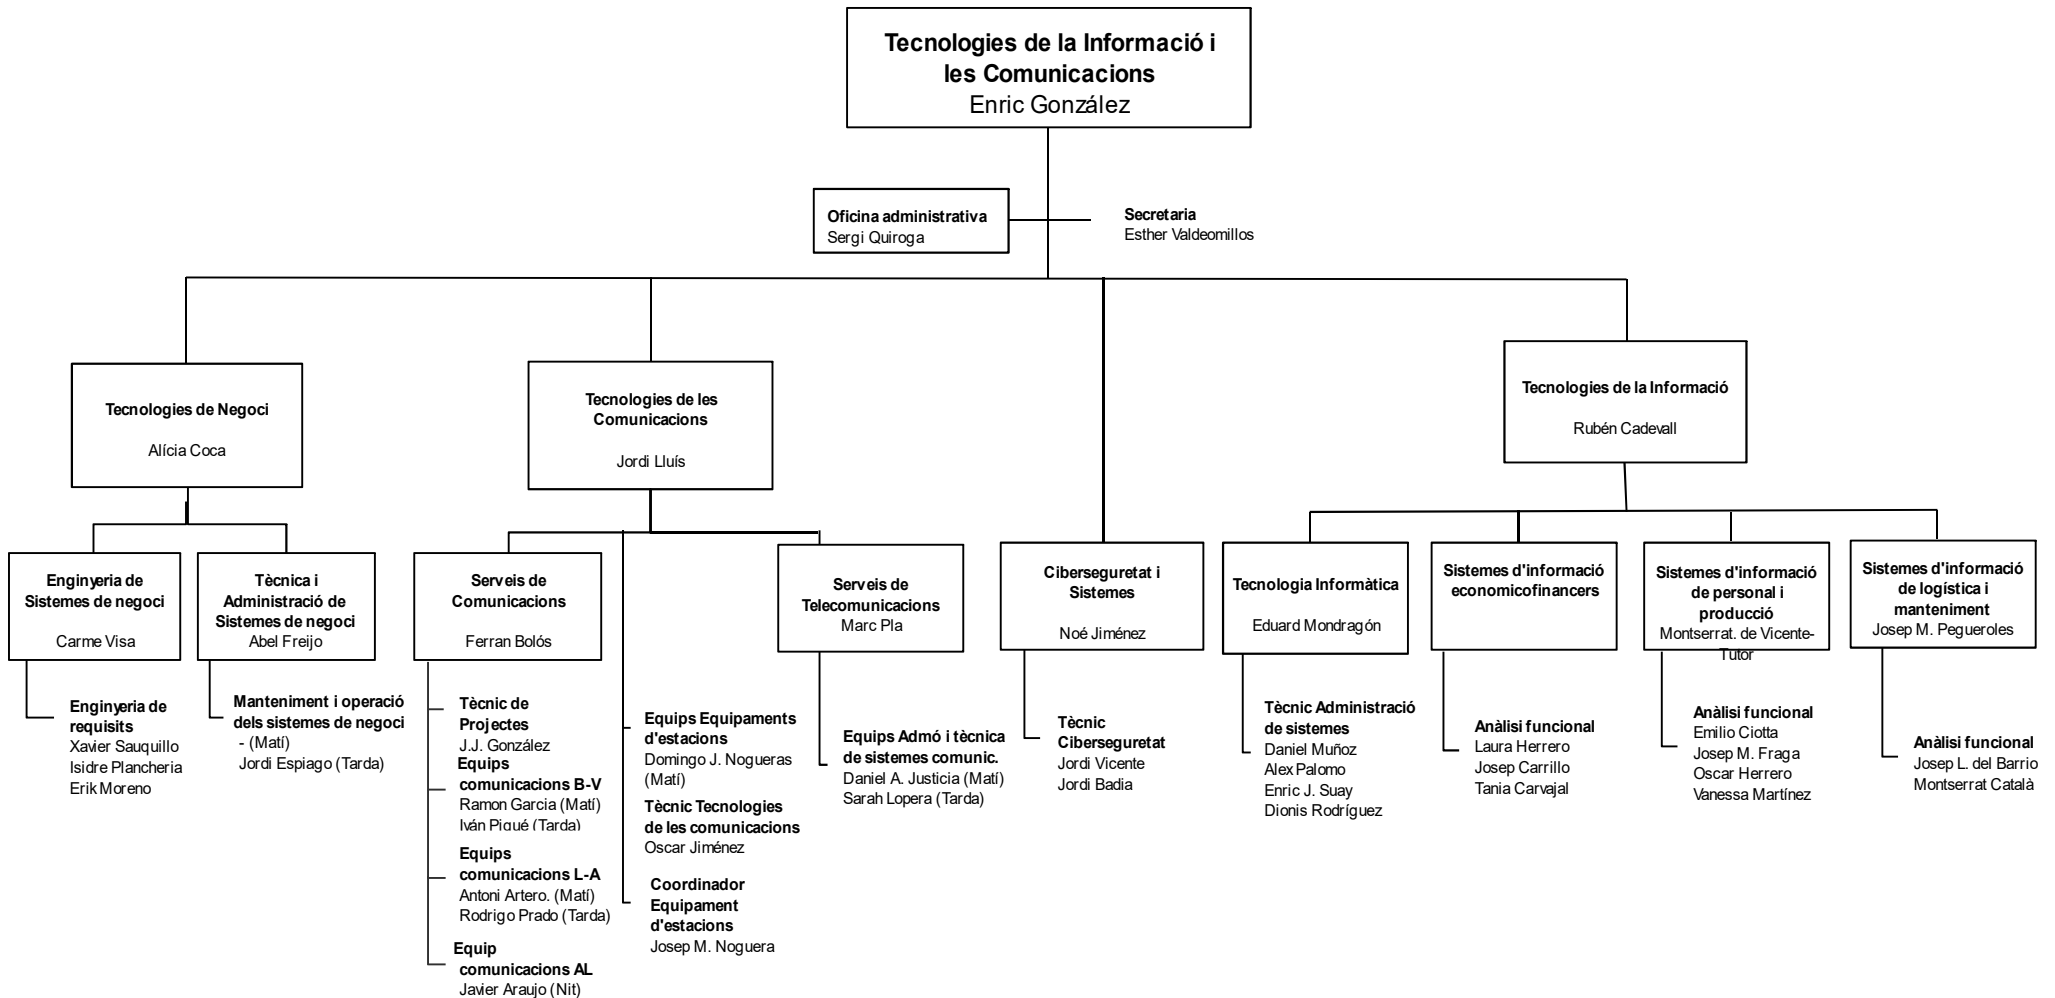 Tecnologies de la Informació i
les Comunicacions
Enric González
Oficina administrativa
Sergi Quiroga
Secretaria
Esther Valdeomillos
Tecnologies de Negoci
Alícia Coca
Tecnologies de les
Comunicacions
Jordi Lluís
Tecnologies de la Informació
Rubén Cadevall
Enginyeria de
Sistemes de negoci
Carme Visa
Tècnica i
Administració de
Sistemes de negoci
Abel Freijo
Serveis de
Comunicacions
Ferran Bolós
Serveis de
Telecomunicacions
Marc Pla
Ciberseguretat i
Sistemes
Noé Jiménez
Tecnologia Informàtica
Eduard Mondragón
Sistemes d'informació
economicofinancers
Sistemes d'informació
de personal i
producció
Montserrat. de Vicente-
Tutor
Sistemes d'informació
de logística i
manteniment
Josep M. Pegueroles
Enginyeria de
requisits
Xavier Sauquillo
Isidre Plancheria
Erik Moreno
Manteniment i operació
dels sistemes de negoci
- (Matí)
Jordi Espiago (Tarda)
Tècnic de
Projectes
J.J. González
Equips
comunicacions B-V
Ramon Garcia (Matí)
Iván Piqué (Tarda)
Equips
comunicacions L-A
Antoni Artero. (Matí)
Rodrigo Prado (Tarda)
Equip
comunicacions AL
Javier Araujo (Nit)
Equips Equipaments
d'estacions
Domingo J. Nogueras
(Matí)
Tècnic Tecnologies
de les comunicacions
Oscar Jiménez
Coordinador
Equipament
d'estacions
Josep M. Noguera
Equips Admó i tècnica
de sistemes comunic.
Daniel A. Justicia (Matí)
Sarah Lopera (Tarda)
Tècnic
Ciberseguretat
Jordi Vicente
Jordi Badia
Tècnic Administració
de sistemes
Daniel Muñoz
Alex Palomo
Enric J. Suay
Dionis Rodríguez
Anàlisi funcional
Laura Herrero
Josep Carrillo
Tania Carvajal
Anàlisi funcional
Emilio Ciotta
Josep M. Fraga
Oscar Herrero
Vanessa Martínez
Anàlisi funcional
Josep L. del Barrio
Montserrat Català